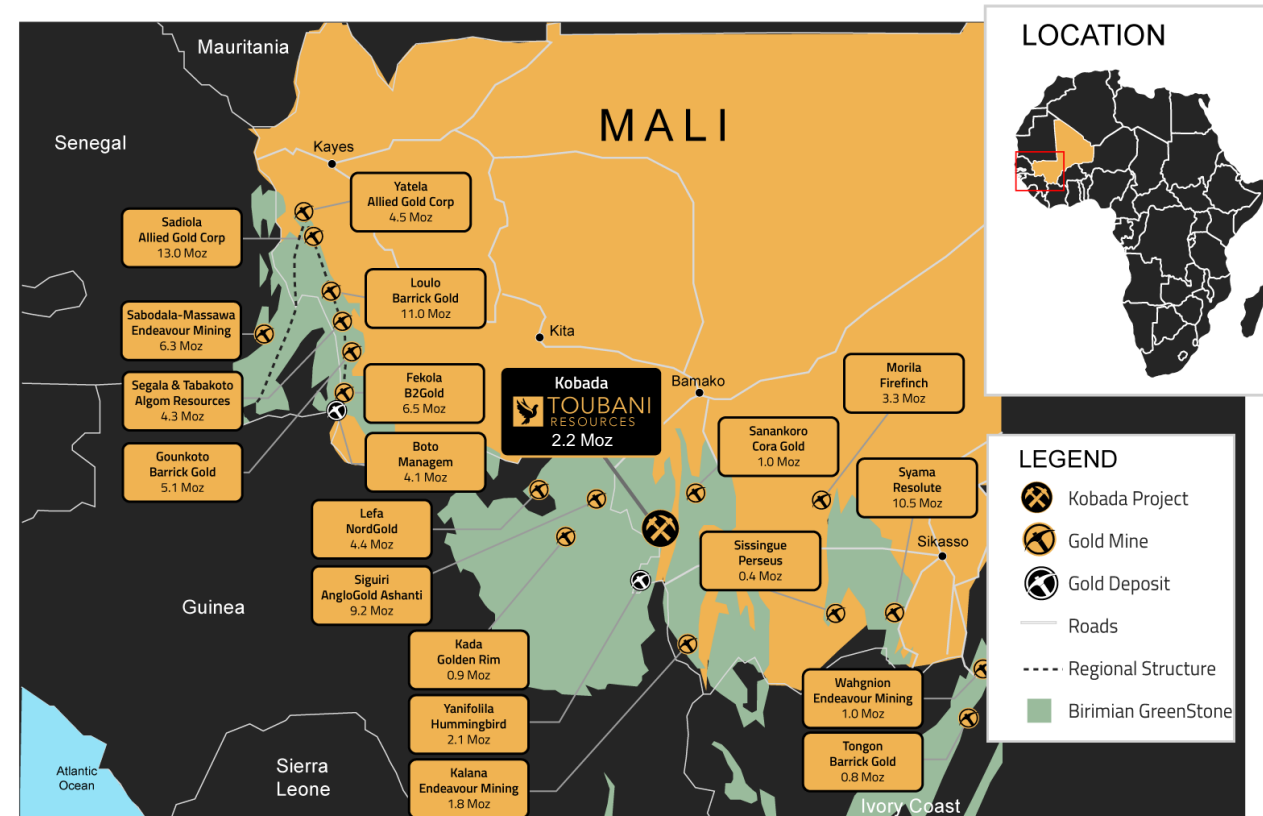 LOCATION
Mauritania
MALI
Senegal
Kayes
Yatela
Allied Gold Corp
4.5 Moz
Sadiola
Allied Gold Corp
13.0 Moz
Loulo
Barrick Gold
11.0 Moz
Sabodala-Massawa
Endeavour Mining
6.3 Moz
Kita
Segala & Tabakoto
Algom Resources
4.3 Moz
Fekola
B2Gold
6.5 Moz
Kobada
TOUBANI
RESOURCES
2.2 Moz
Bamako
Morila
Firefinch
3.3 Moz
Gounkoto
Barrick Gold
5.1 Moz
Boto
Managem
4.1 Moz
Sanankoro
Cora Gold
1.0 Moz
Syama
Resolute
10.5 Moz
Lefa
NordGold
4.4 Moz
Sissingue
Perseus
0.4 Moz
Sikasso
Siguiri
AngloGold Ashanti
9.2 Moz
Guinea
Kada
Golden Rim
0.9 Moz
Yanifolila
Hummingbird
2.1 Moz
Wahgnion
Endeavour Mining
1.0 Moz
Tongon
Barrick Gold
0.8 Moz
Kalana
Endeavour Mining
1.8 Moz
Atlantic
Ocean
Sierra
Leone
Ivory Coast
LEGEND
Kobada Project
Gold Mine
Gold Deposit
Roads
Regional Structure
Birimian GreenStone